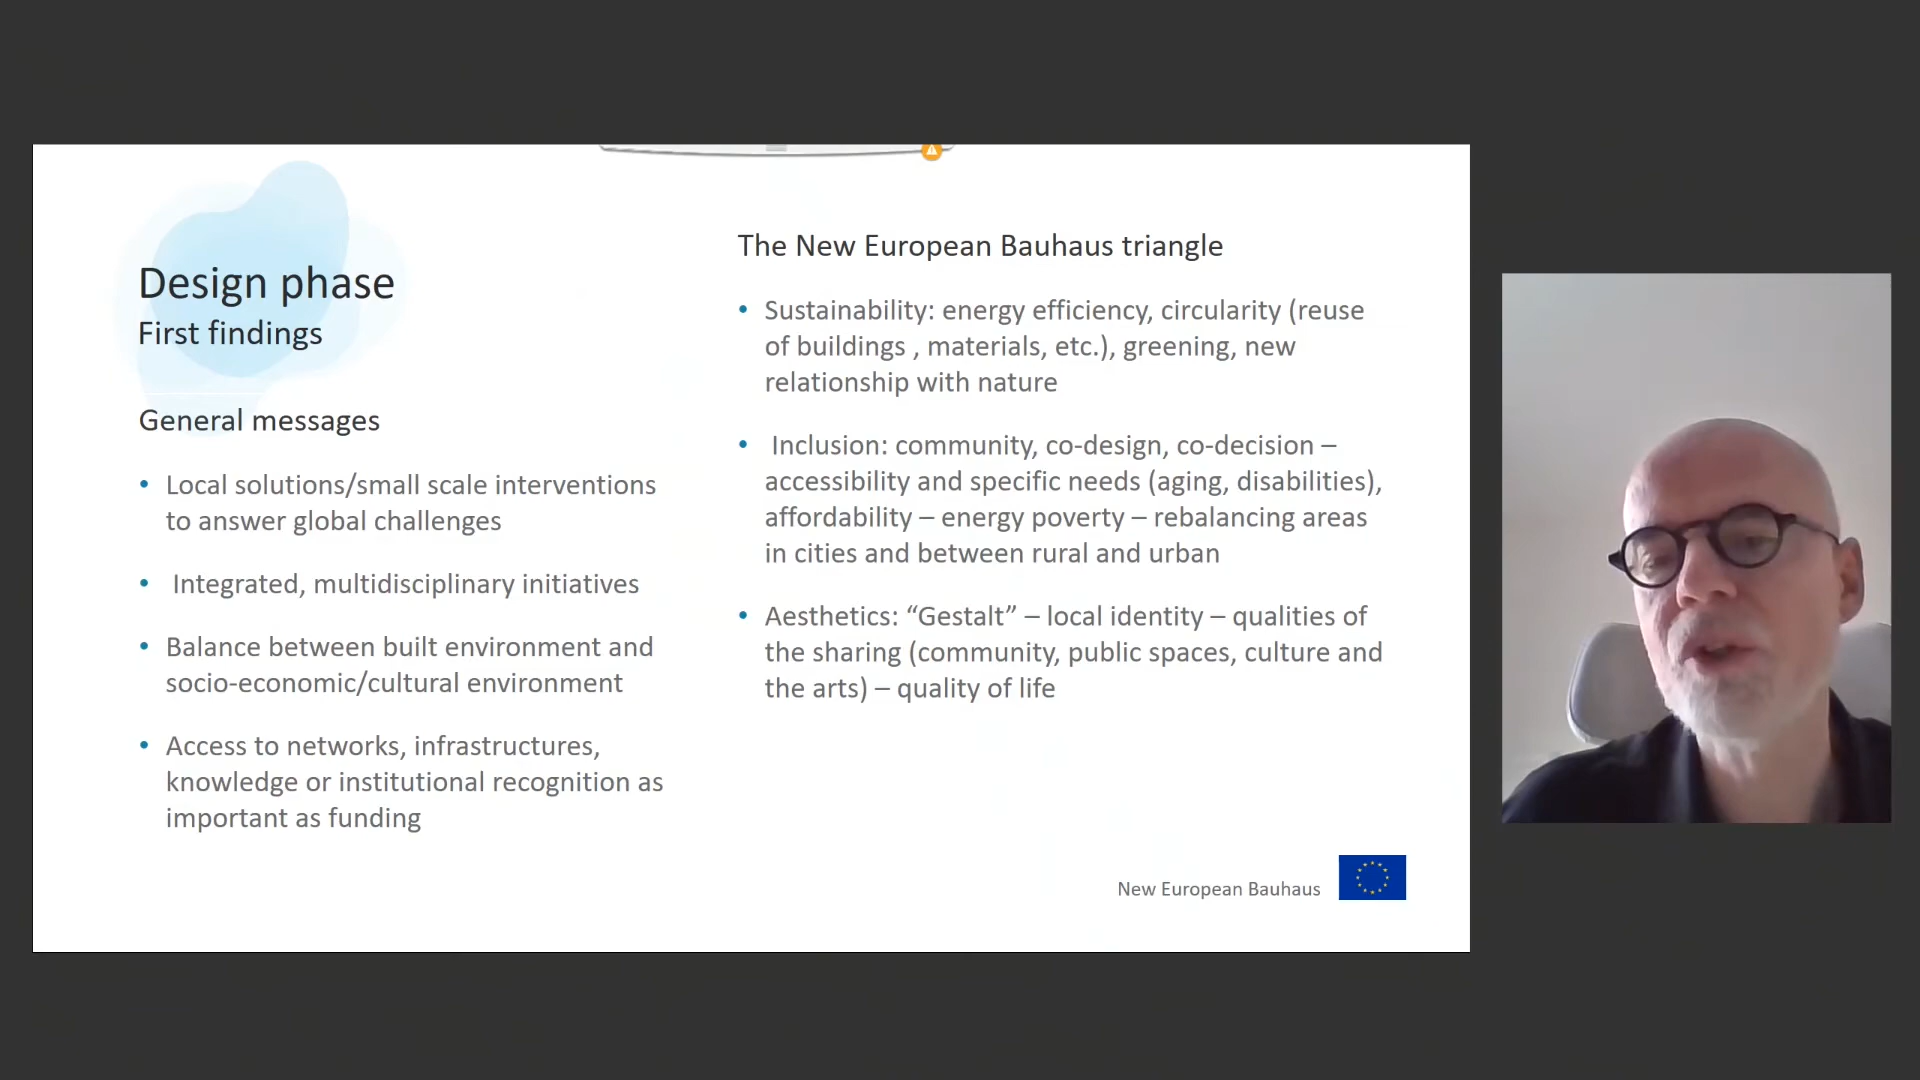 Design phase
First findings
General messages
• Local solutions/small scale interventions
to answer global challenges
• Integrated, multidisciplinary initiatives
• Balance between built environment and
socio-economic/cultural environment
• Access to networks, infrastructures,
knowledge or institutional recognition as
important as funding
The New European Bauhaus triangle
• Sustainability: energy efficiency, circularity (reuse
of buildings , materials, etc.), greening, new
relationship with nature
• Inclusion: community, co-design, co-decision –
accessibility and specific needs (aging, disabilities),
affordability – energy poverty – rebalancing areas
in cities and between rural and urban
• Aesthetics: “Gestalt” – local identity – qualities of
the sharing (community, public spaces, culture and
the arts) – quality of life
New European Bauhaus